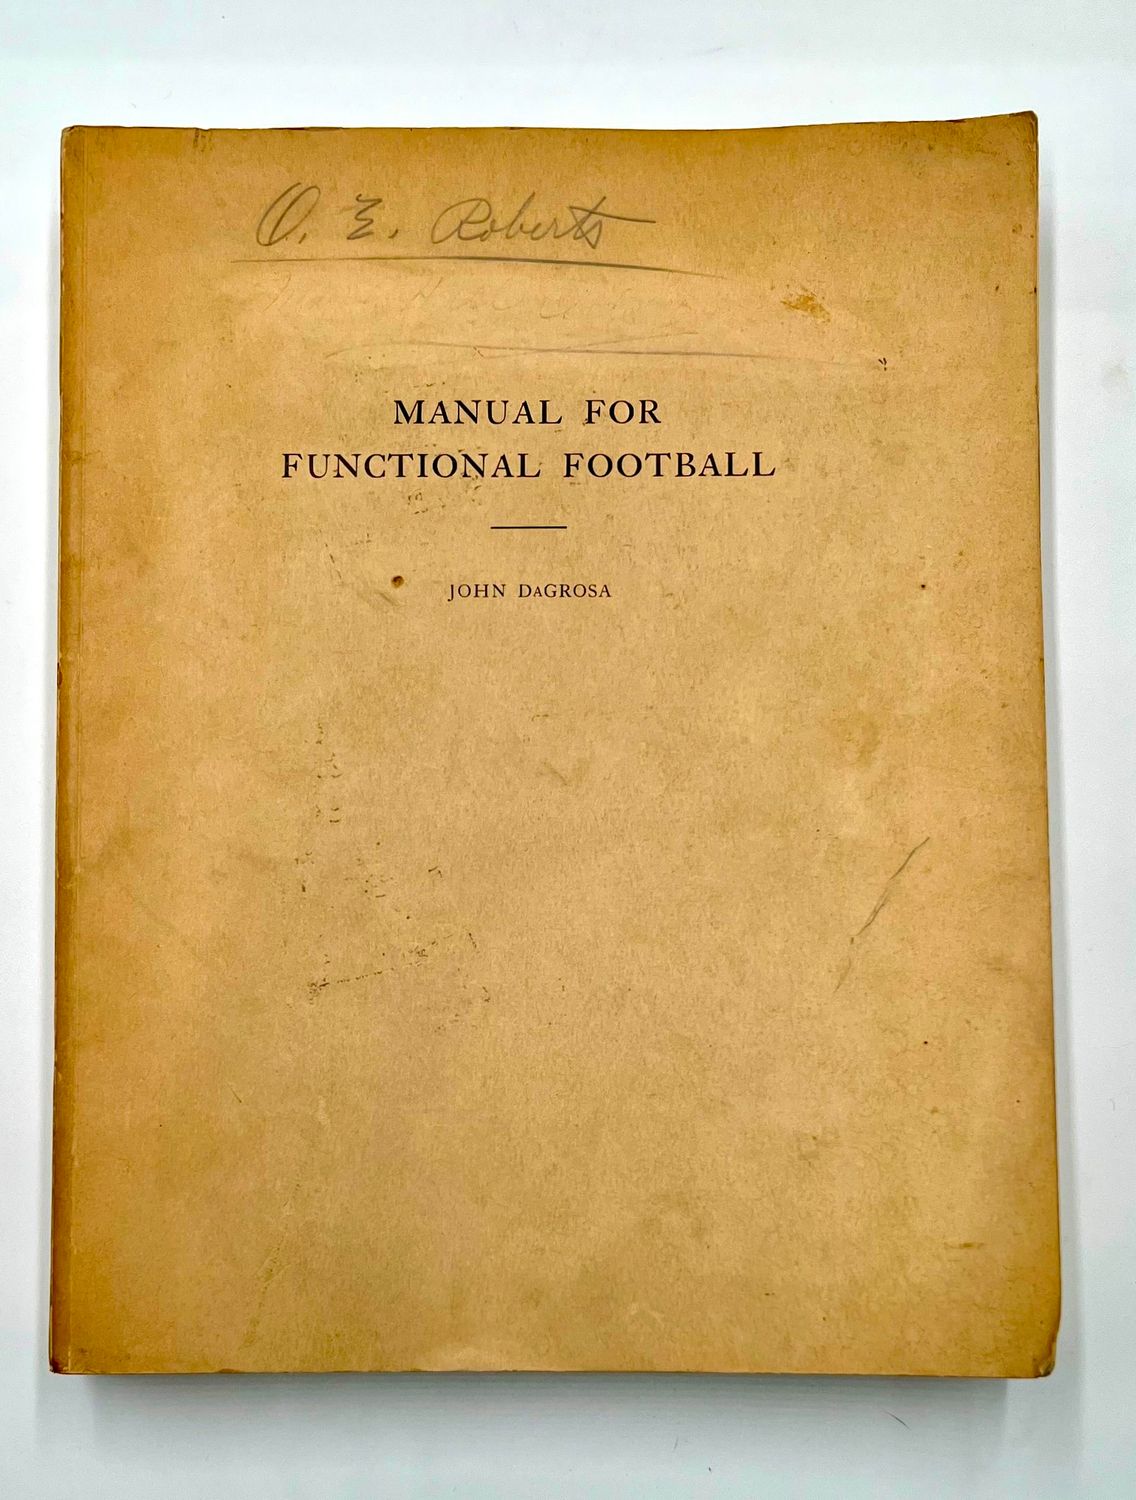 O. E. Roberts
MANUAL FOR
FUNCTIONAL FOOTBALL
JOHN DAGROSA